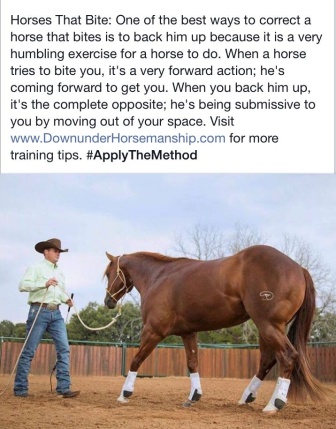 Horses That Bite: One of the best ways to correct a
horse that bites is to back him up because it is a very
humbling exercise for a horse to do. When a horse
tries to bite you, it's a very forward action; he's
coming forward to get you. When you back him up,
it's the complete opposite; he's being submissive to
you by moving out of your space. Visit
www.DownunderHorsemanship.com for more
training tips. #ApplyTheMethod